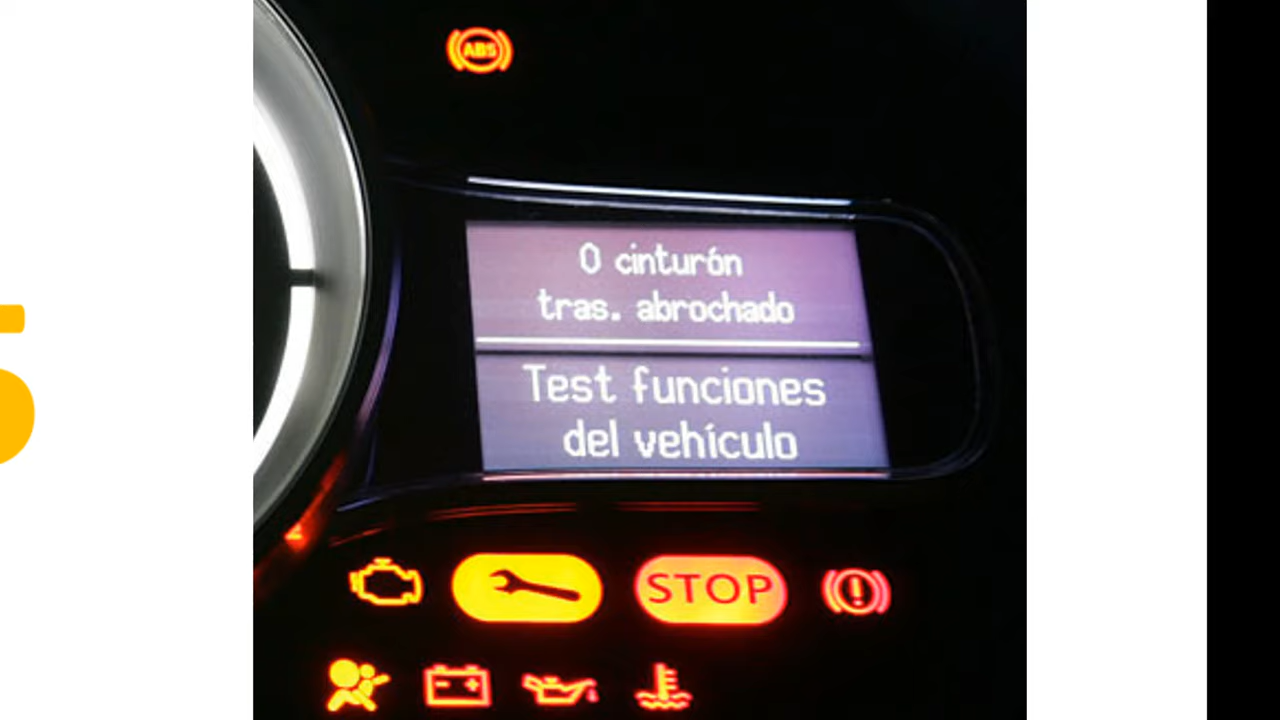 ABS
0 cinturón
tras. abrochado
Test funciones
del vehículo
STOP